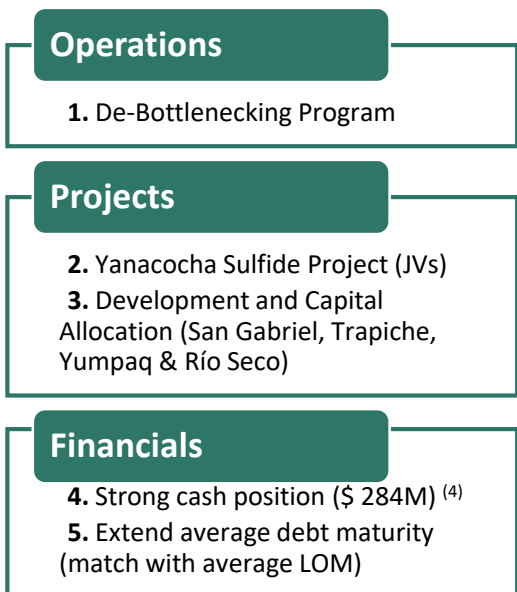 Operations
1. De-Bottlenecking Program
Projects
2. Yanacocha Sulfide Project (JVs)
3. Development and Capital
Allocation (San Gabriel, Trapiche,
Yumpaq & Río Seco)
Financials
4. Strong cash position ($ 284M) (4)
5. Extend average debt maturity
(match with average LOM)